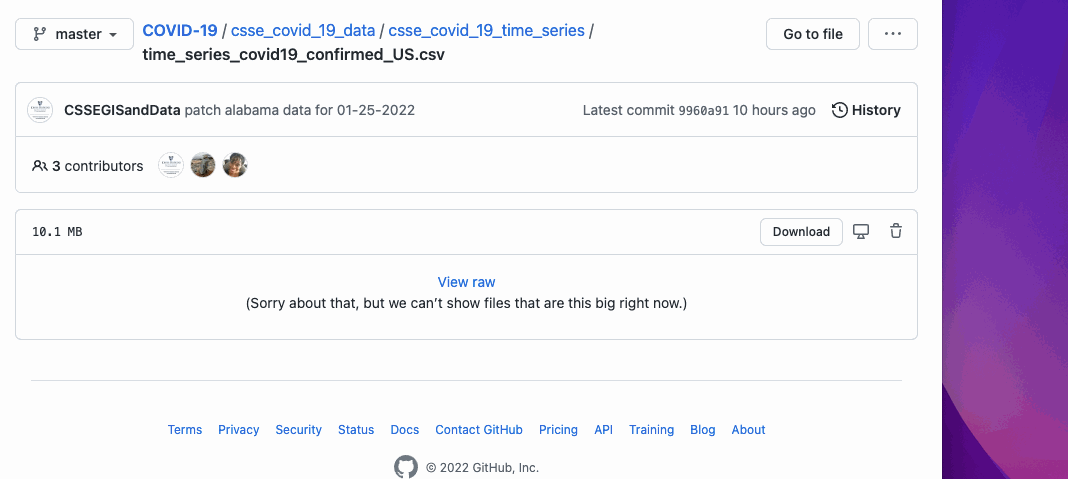 master COVID-19 / csse_covid_19_data / csse_covid_19_time_series / Go to file ...
time_series_covid19_confirmed_US.csv
CSSEGISandData patch alabama data for 01-25-2022 Latest commit 9960a91 10 hours ago History
3 contributors
10.1 MB Download
View raw
(Sorry about that, but we can’t show files that are this big right now.)
Terms Privacy Security Status Docs Contact GitHub Pricing API Training Blog About
© 2022 GitHub, Inc.